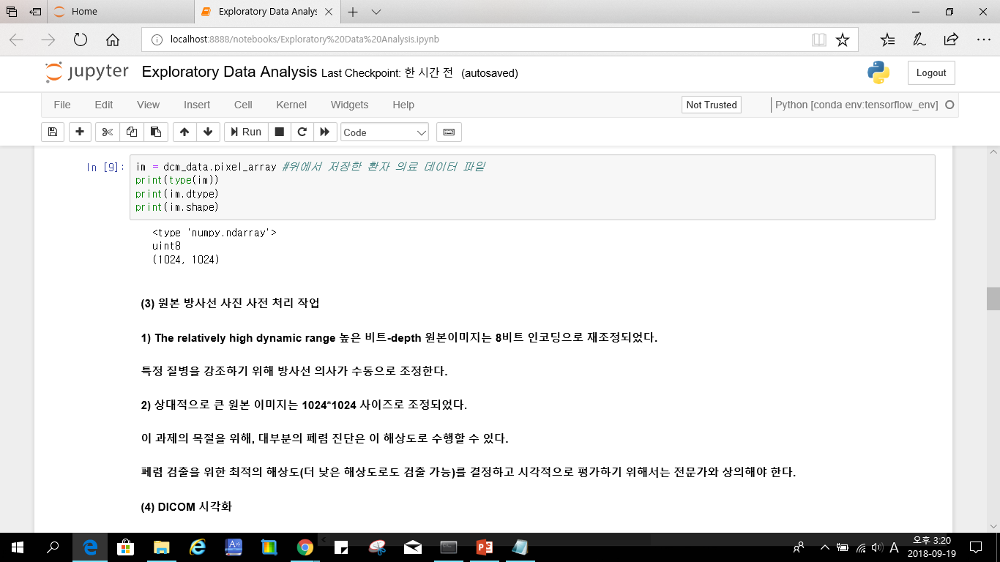 Home
Exploratory Data Analys
localhost:8888/notebooks/Exploratory%20Data%20Analysis.ipynb
jupyter Exploratory Data Analysis Last Checkpoint: 한 시간 전 (autosaved)
Logout
File Edit View Insert Cell Kernel Widgets Help
Not Trusted
Python [conda env:tensorflow_env]
Run
Code
In [9]:
im = dcm_data.pixel_array #위에서 저장한 환자 의료 데이터 파일
print(type(im))
print(im.dtype)
print(im.shape)
<type 'numpy.ndarray'>
uint8
(1024, 1024)
(3) 원본 방사선 사진 사전 처리 작업
1) The relatively high dynamic range 높은 비트-depth 원본이미지는 8비트 인코딩으로 재조정되었다.
특정 질병을 강조하기 위해 방사선 의사가 수동으로 조정한다.
2) 상대적으로 큰 원본 이미지는 1024*1024 사이즈로 조정되었다.
이 과제의 목절을 위해, 대부분의 폐렴 진단은 이 해상도로 수행할 수 있다.
폐렴 검출을 위한 최적의 해상도(더 낮은 해상도로도 검출 가능)를 결정하고 시각적으로 평가하기 위해서는 전문가와 상의해야 한다.
(4) DICOM 시각화
A
오후 3:20
2018-09-19